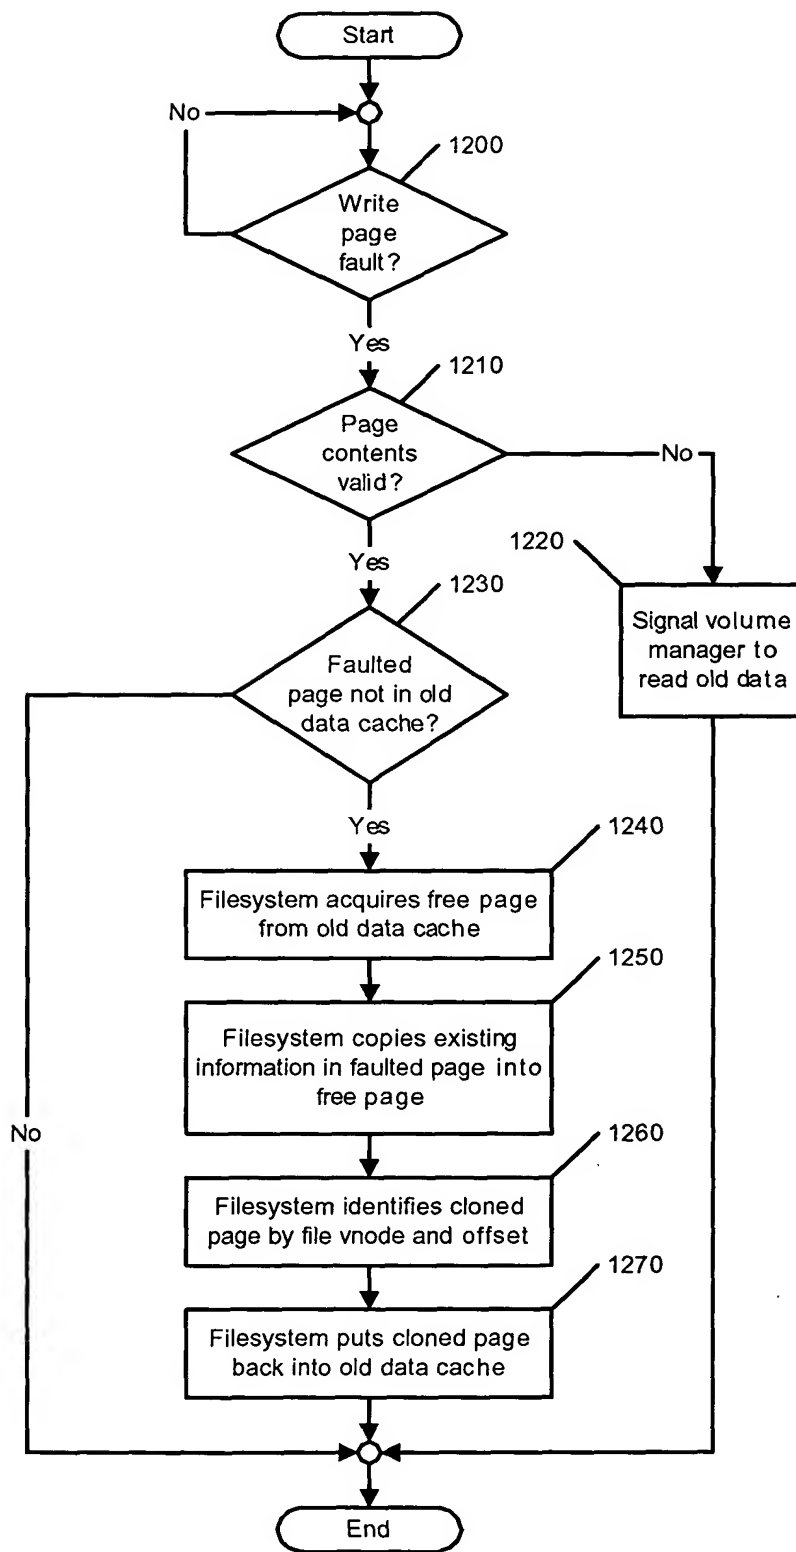 Start
No
1200
Write
page
fault?
Yes
1210
Page
contents
valid?
No
Yes
1220
Signal volume
manager to
read old data
1230
Faulted
page not in old
data cache?
Yes
1240
Filesystem acquires free page
from old data cache
1250
Filesystem copies existing
information in faulted page into
free page
No
1260
Filesystem identifies cloned
page by file vnode and offset
1270
Filesystem puts cloned page
back into old data cache
End